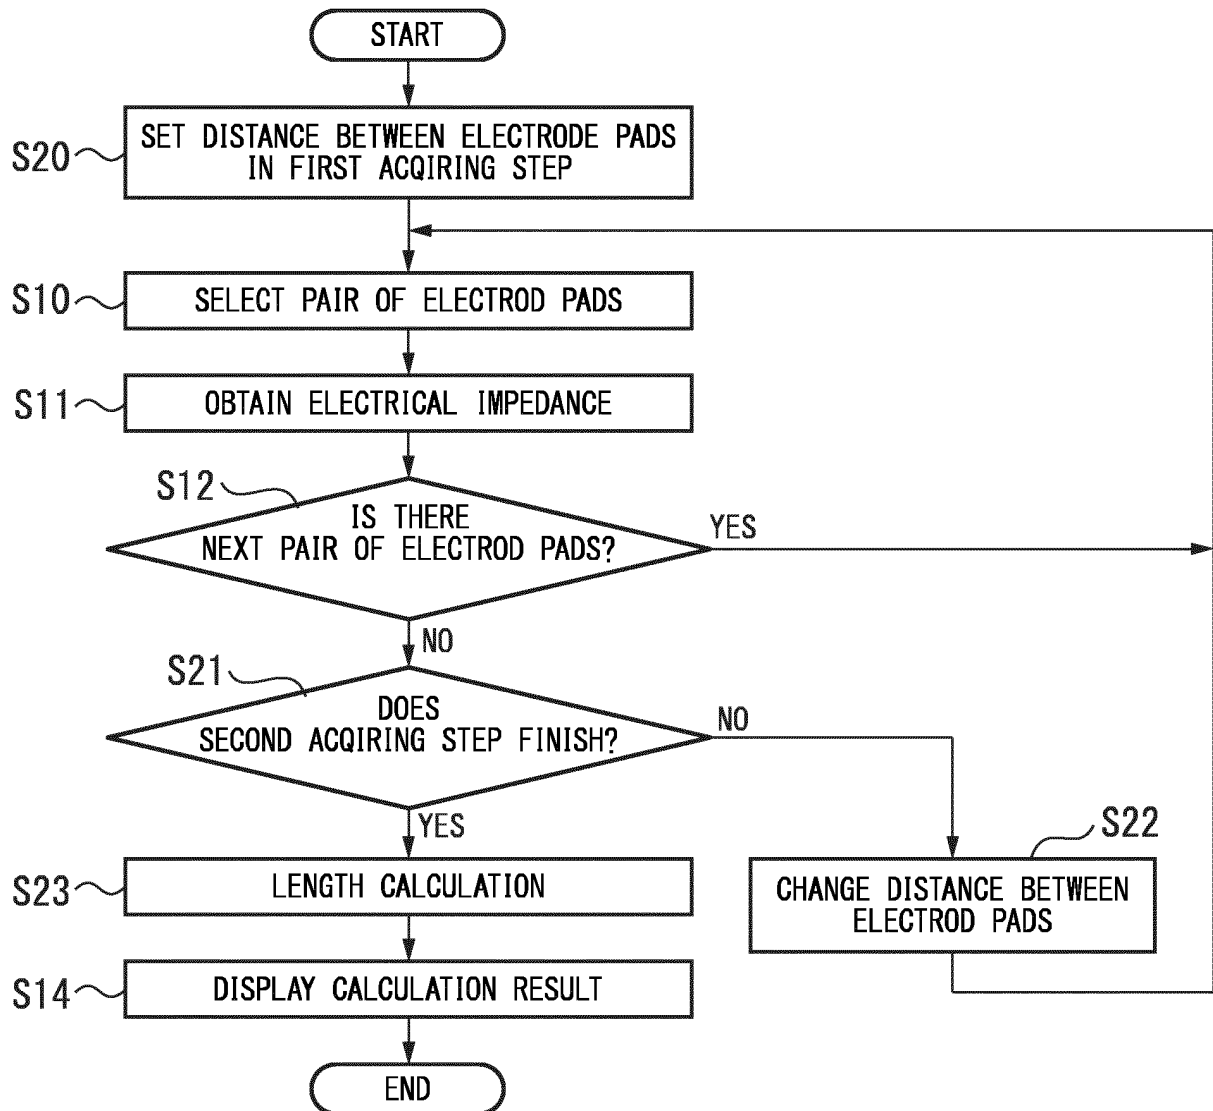 START
S20
SET DISTANCE BETWEEN ELECTRODE PADS
IN FIRST ACQIRING STEP
S10
SELECT PAIR OF ELECTROD PADS
S11
OBTAIN ELECTRICAL IMPEDANCE
S12
IS THERE
NEXT PAIR OF ELECTROD PADS?
YES
NO
S21
DOES
SECOND ACQIRING STEP FINISH?
NO
YES
S22
CHANGE DISTANCE BETWEEN
ELECTROD PADS
S23
LENGTH CALCULATION
S14
DISPLAY CALCULATION RESULT
END